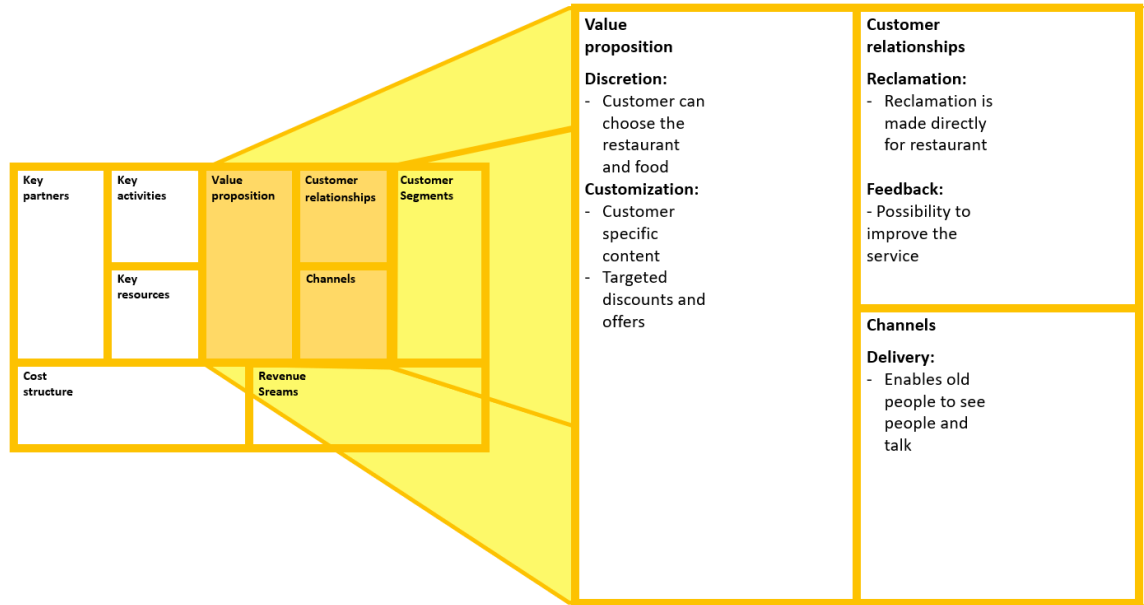 Key
partners
Key
activities
Key
resources
Value
proposition
Customer
relationships
Channels
Customer
Segments
Cost
structure
Revenue
Sreams
Value
proposition
Discretion:
- Customer can
choose the
restaurant
and food
Customization:
- Customer
specific
content
- Targeted
discounts and
offers
Customer
relationships
Reclamation:
- Reclamation is
made directly
for restaurant
Feedback:
- Possibility to
improve the
service
Channels
Delivery:
- Enables old
people to see
people and
talk